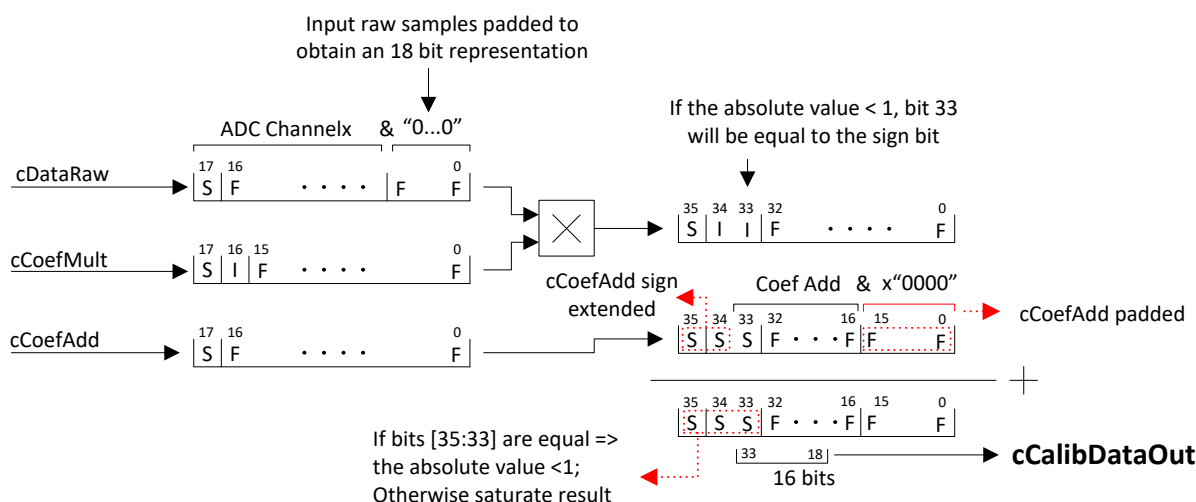 Input raw samples padded to
obtain an 18 bit representation
If the absolute value < 1, bit 33
will be equal to the sign bit
ADC Channelx & “0...0”
17 16 0
cDataRaw
S F · · · · F F
35 34 33 32 0
S I I F · · · · F
17 16 15 0
cCoefMult
S I F · · · · F
cCoefAdd sign
extended
Coef Add & x“0000”
cCoefAdd padded
17 16 0
cCoefAdd
S F · · · · F
35 34 33 32 16 15 0
S S S F · · · F F F
+
35 34 33 32 16 15 0
S S S F · · · F F F
If bits [35:33] are equal =>
the absolute value <1;
Otherwise saturate result
33 18
16 bits
cCalibDataOut